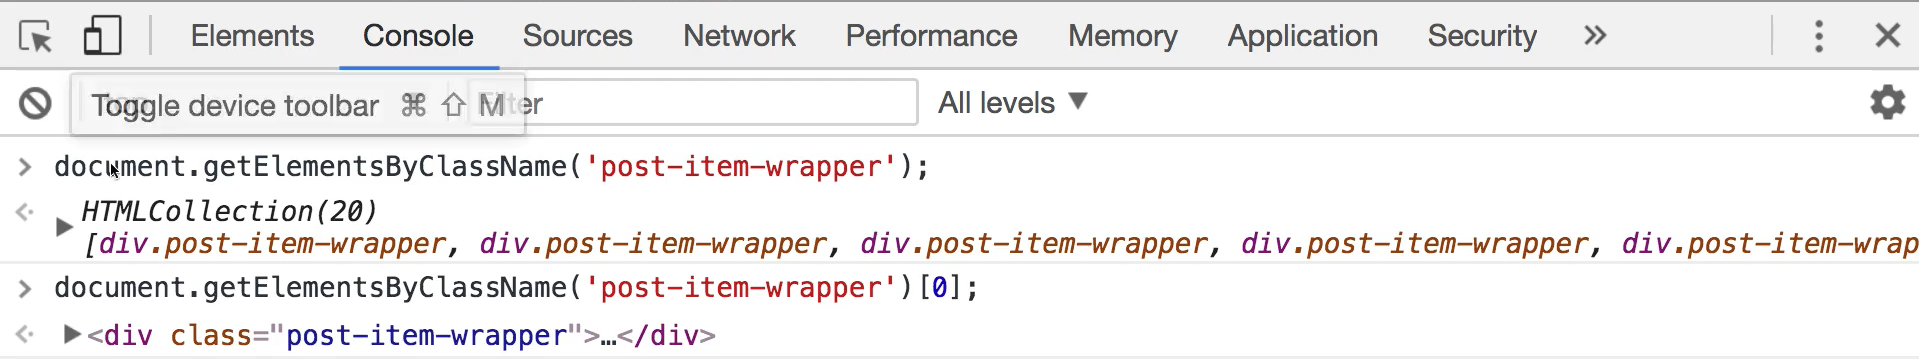 Elements Console Sources Network Performance Memory Application Security »
Toggle device toolbar ⌘ ⇧ M Filter All levels ▼
> document.getElementsByClassName('post-item-wrapper');
HTMLCollection(20)
[div.post-item-wrapper, div.post-item-wrapper, div.post-item-wrapper, div.post-item-wrapper, div.post-item-wrap
> document.getElementsByClassName('post-item-wrapper')[0];
▶<div class="post-item-wrapper">…</div>